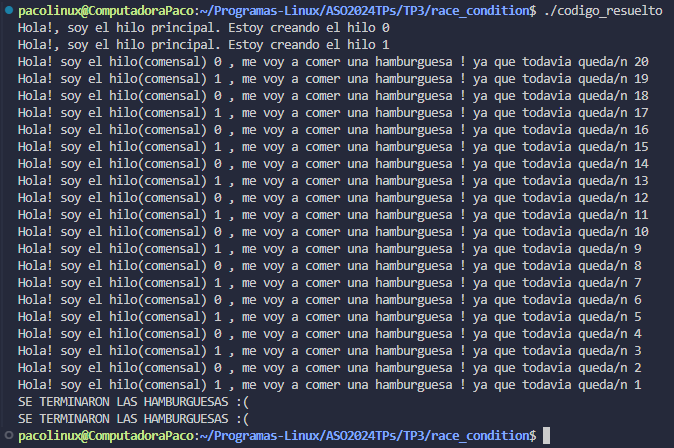 pacolinux@ComputadoraPaco:~/Programas-Linux/ASO2024TPs/TP3/race_condition$ ./codigo_resuelto
Hola!, soy el hilo principal. Estoy creando el hilo 0
Hola!, soy el hilo principal. Estoy creando el hilo 1
Hola! soy el hilo(comensal) 0 , me voy a comer una hamburguesa ! ya que todavia queda/n 20
Hola! soy el hilo(comensal) 1 , me voy a comer una hamburguesa ! ya que todavia queda/n 19
Hola! soy el hilo(comensal) 0 , me voy a comer una hamburguesa ! ya que todavia queda/n 18
Hola! soy el hilo(comensal) 1 , me voy a comer una hamburguesa ! ya que todavia queda/n 17
Hola! soy el hilo(comensal) 0 , me voy a comer una hamburguesa ! ya que todavia queda/n 16
Hola! soy el hilo(comensal) 1 , me voy a comer una hamburguesa ! ya que todavia queda/n 15
Hola! soy el hilo(comensal) 0 , me voy a comer una hamburguesa ! ya que todavia queda/n 14
Hola! soy el hilo(comensal) 1 , me voy a comer una hamburguesa ! ya que todavia queda/n 13
Hola! soy el hilo(comensal) 0 , me voy a comer una hamburguesa ! ya que todavia queda/n 12
Hola! soy el hilo(comensal) 1 , me voy a comer una hamburguesa ! ya que todavia queda/n 11
Hola! soy el hilo(comensal) 0 , me voy a comer una hamburguesa ! ya que todavia queda/n 10
Hola! soy el hilo(comensal) 1 , me voy a comer una hamburguesa ! ya que todavia queda/n 9
Hola! soy el hilo(comensal) 0 , me voy a comer una hamburguesa ! ya que todavia queda/n 8
Hola! soy el hilo(comensal) 1 , me voy a comer una hamburguesa ! ya que todavia queda/n 7
Hola! soy el hilo(comensal) 0 , me voy a comer una hamburguesa ! ya que todavia queda/n 6
Hola! soy el hilo(comensal) 1 , me voy a comer una hamburguesa ! ya que todavia queda/n 5
Hola! soy el hilo(comensal) 0 , me voy a comer una hamburguesa ! ya que todavia queda/n 4
Hola! soy el hilo(comensal) 1 , me voy a comer una hamburguesa ! ya que todavia queda/n 3
Hola! soy el hilo(comensal) 0 , me voy a comer una hamburguesa ! ya que todavia queda/n 2
Hola! soy el hilo(comensal) 1 , me voy a comer una hamburguesa ! ya que todavia queda/n 1
SE TERMINARON LAS HAMBURGUESAS :(
SE TERMINARON LAS HAMBURGUESAS :(
pacolinux@ComputadoraPaco:~/Programas-Linux/ASO2024TPs/TP3/race_condition$